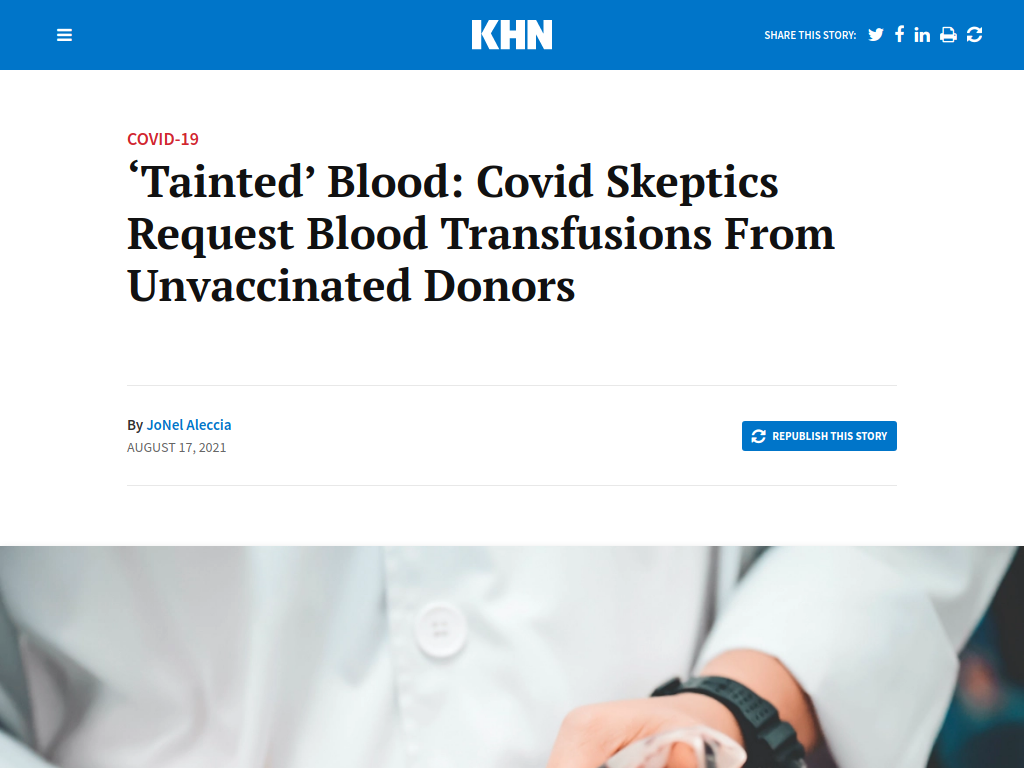 KHN
SHARE THIS STORY:
COVID-19
‘Tainted’ Blood: Covid Skeptics
Request Blood Transfusions From
Unvaccinated Donors
By JoNel Aleccia
AUGUST 17, 2021
REPUBLISH THIS STORY